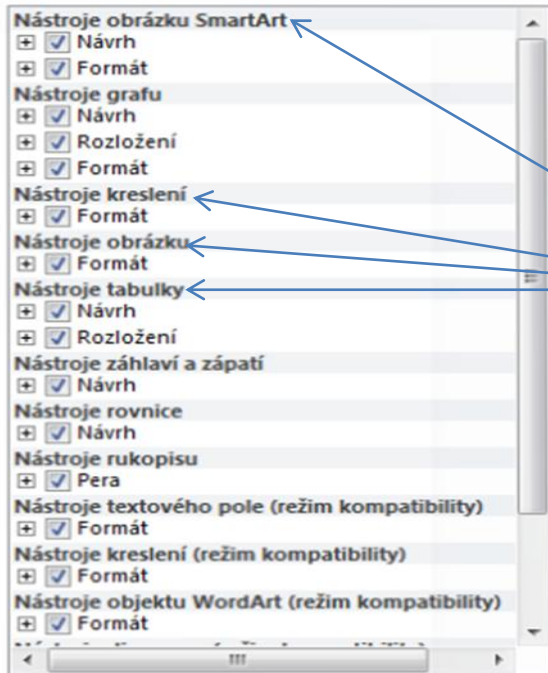 Nástroje obrázku SmartArt
Návrh
Formát
Nástroje grafu
Návrh
Rozložení
Formát
Nástroje kreslení
Formát
Nástroje obrázku
Formát
Nástroje tabulky
Návrh
Rozložení
Nástroje záhlaví a zápatí
Návrh
Nástroje rovnice
Návrh
Nástroje rukopisu
Pera
Nástroje textového pole (režim kompatibility)
Formát
Nástroje kreslení (režim kompatibility)
Formát
Nástroje objektu WordArt (režim kompatibility)
Formát